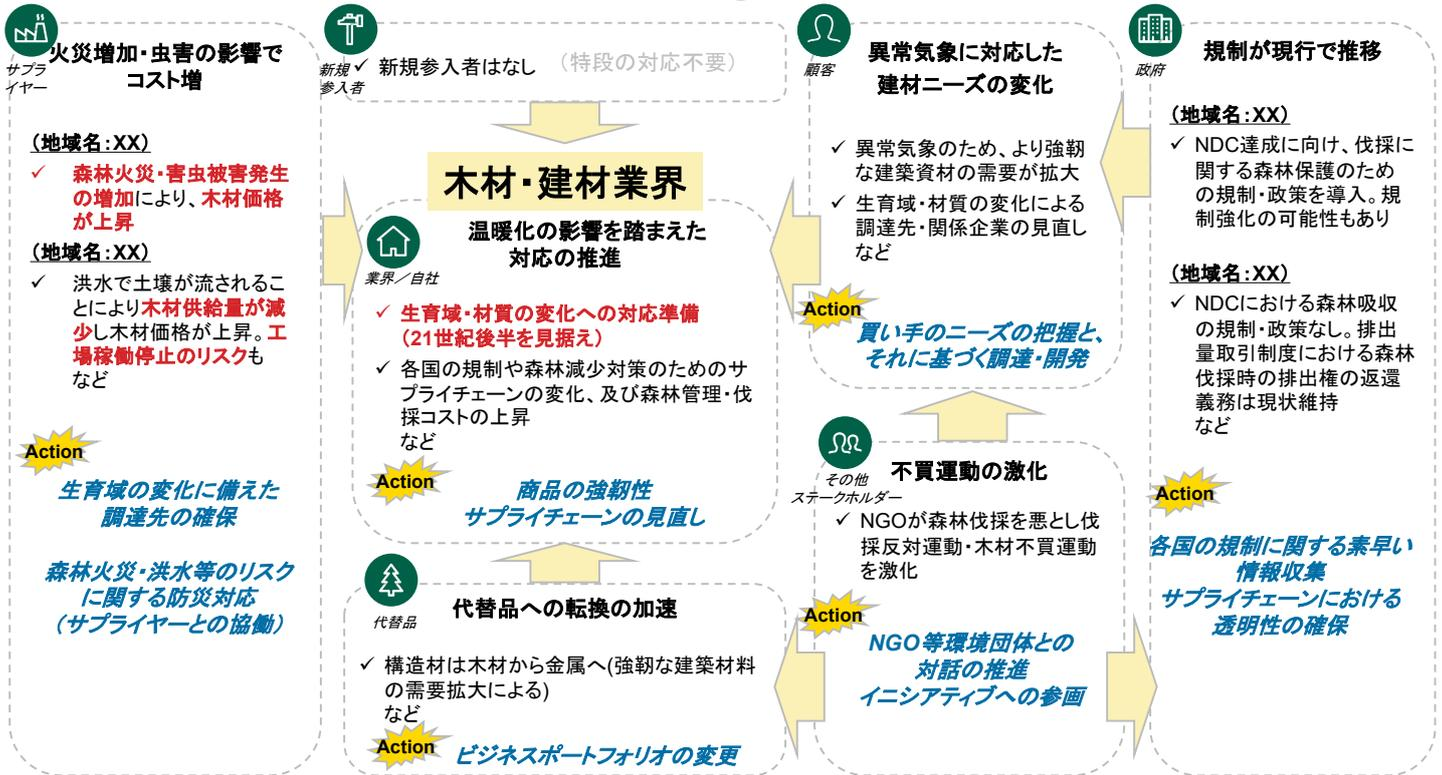 サプラ
イヤー
火災増加・虫害の影響で
コスト増
（地域名：XX）
✓ 森林火災・害虫被害発生
の増加により、木材価格
が上昇
（地域名：XX）
✓ 洪水で土壌が流されるこ
とにより木材供給量が減
少し木材価格が上昇。工
場稼働停止のリスクも
など
Action
生育域の変化に備えた
調達先の確保
森林火災・洪水等のリスク
に関する防災対応
（サプライヤーとの協働）
新規
参入者
✓ 新規参入者はなし （特段の対応不要）
木材・建材業界
業界／自社
温暖化の影響を踏まえた
対応の推進
✓ 生育域・材質の変化への対応準備
（21世紀後半を見据え）
✓ 各国の規制や森林減少対策のためのサ
プライチェーンの変化、及び森林管理・伐
採コストの上昇
など
Action
商品の強靭性
サプライチェーンの見直し
代替品
代替品への転換の加速
✓ 構造材は木材から金属へ(強靭な建築材料
の需要拡大による)
など
Action
ビジネスポートフォリオの変更
顧客
異常気象に対応した
建材ニーズの変化
✓ 異常気象のため、より強靭
な建築資材の需要が拡大
✓ 生育域・材質の変化による
調達先・関係企業の見直し
など
Action
買い手のニーズの把握と、
それに基づく調達・開発
その他
ステークホルダー
不買運動の激化
✓ NGOが森林伐採を悪とし伐
採反対運動・木材不買運動
を激化
Action
NGO等環境団体との
対話の推進
イニシアティブへの参画
政府
規制が現行で推移
（地域名：XX）
✓ NDC達成に向け、伐採に
関する森林保護のため
の規制・政策を導入。規
制強化の可能性もあり
（地域名：XX）
✓ NDCにおける森林吸収
の規制・政策なし。排出
量取引制度における森林
伐採時の排出権の返還
義務は現状維持
など
Action
各国の規制に関する素早い
情報収集
サプライチェーンにおける
透明性の確保